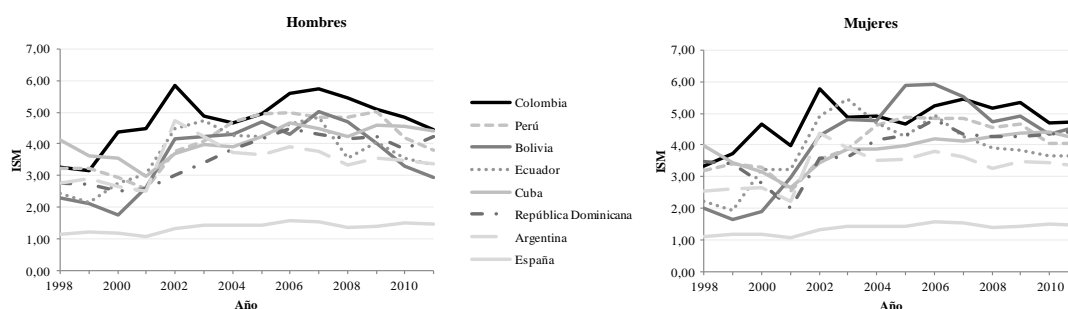 Hombres
7,00
6,00
5,00
4,00
3,00
2,00
1,00
0,00
ISM
1998 2000 2002 2004 2006 2008 2010
Año
Colombia
Perú
Bolivia
Ecuador
Cuba
República Dominicana
Argentina
España
Mujeres
7,00
6,00
5,00
4,00
3,00
2,00
1,00
0,00
ISM
1998 2000 2002 2004 2006 2008 2010
Año